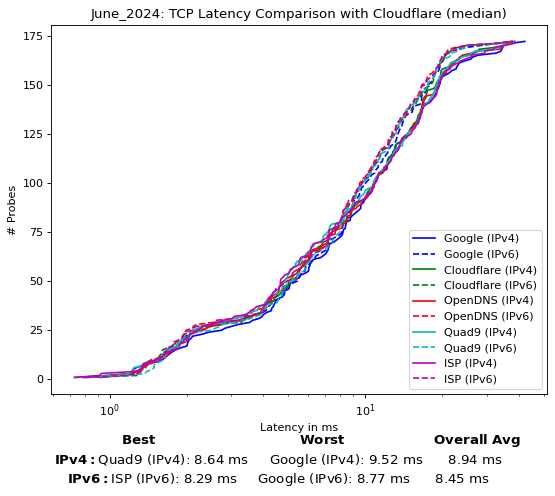 June_2024: TCP Latency Comparison with Cloudflare (median)
175
150
125
100
75
50
25
0
# Probes
Google (IPv4)
Google (IPv6)
Cloudflare (IPv4)
Cloudflare (IPv6)
OpenDNS (IPv4)
OpenDNS (IPv6)
Quad9 (IPv4)
Quad9 (IPv6)
ISP (IPv4)
ISP (IPv6)
10⁰ 10¹
Latency in ms
Best Worst Overall Avg
IPv4: Quad9 (IPv4): 8.64 ms Google (IPv4): 9.52 ms 8.94 ms
IPv6: ISP (IPv6): 8.29 ms Google (IPv6): 8.77 ms 8.45 ms